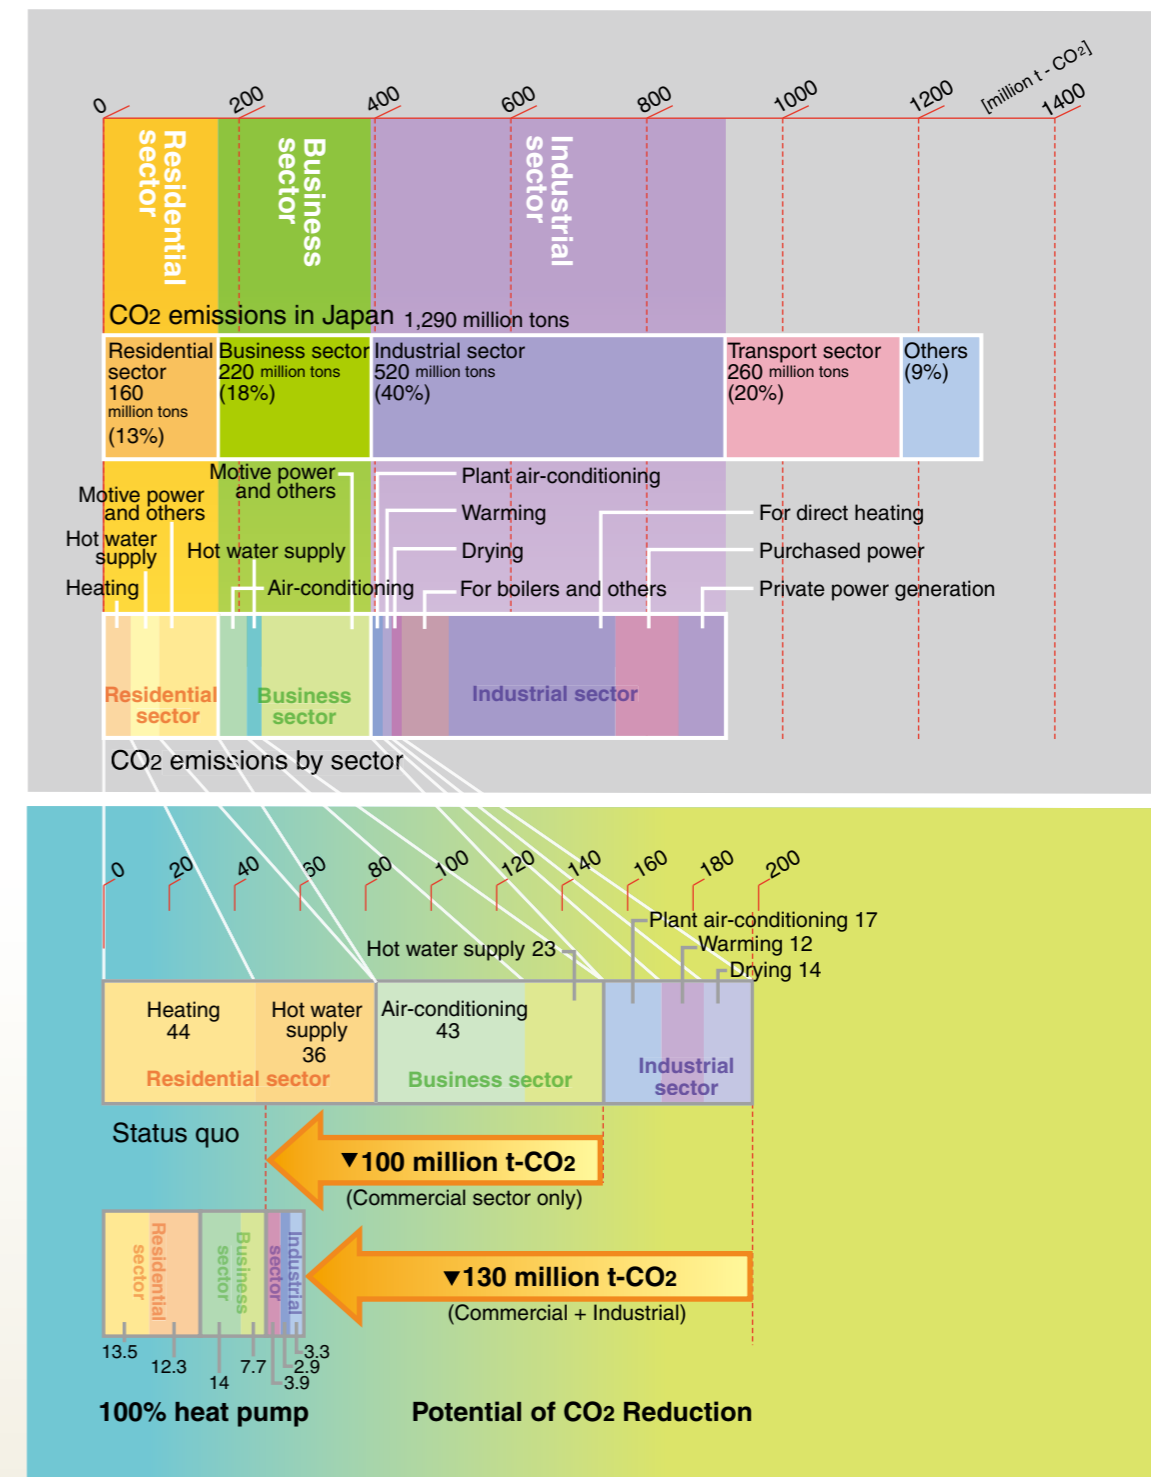 0
200
400
600
800
1000
1200
[million t - CO2]
1400
Residential
sector
Business
sector
Industrial
sector
CO2 emissions in Japan 1,290 million tons
Residential
sector
160
million tons
(13%)
Business sector
220 million tons
(18%)
Industrial sector
520 million tons
(40%)
Transport sector
260 million tons
(20%)
Others
(9%)
Motive power
and others
Hot water
supply
Heating
Motive power
and others
Hot water supply
Air-conditioning
Plant air-conditioning
Warming
Drying
For boilers and others
For direct heating
Purchased power
Private power generation
Residential
sector
Business
sector
Industrial sector
CO2 emissions by sector
0
20
40
60
80
100
120
140
160
180
200
Plant air-conditioning 17
Hot water supply 23
Warming 12
Drying 14
Heating
44
Hot water
supply
36
Residential sector
Air-conditioning
43
Business sector
Industrial
sector
Status quo
▼100 million t-CO2
(Commercial sector only)
Residential
sector
Business
sector
Industrial
sector
▼130 million t-CO2
(Commercial + Industrial)
13.5
12.3
14
7.7
3.9
2.9
3.3
100% heat pump
Potential of CO2 Reduction